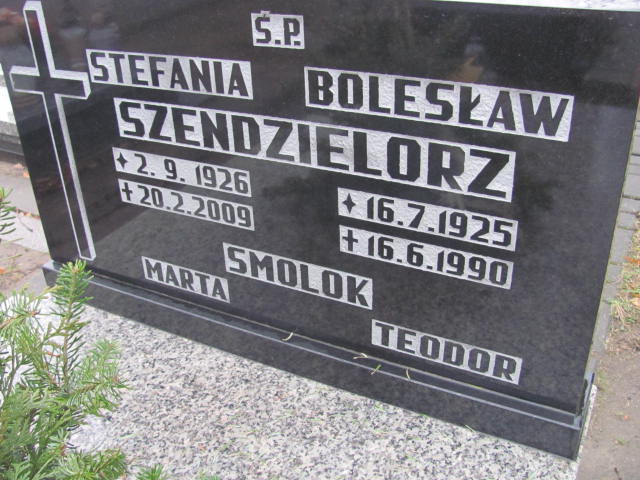 Ś.P.
STEFANIA BOLESŁAW
SZENDZIELORZ
✦ 2.9.1926 ✦ 16.7.1925
✝ 20.2.2009 ✝ 16.6.1990
SMOLOK
MARTA TEODOR